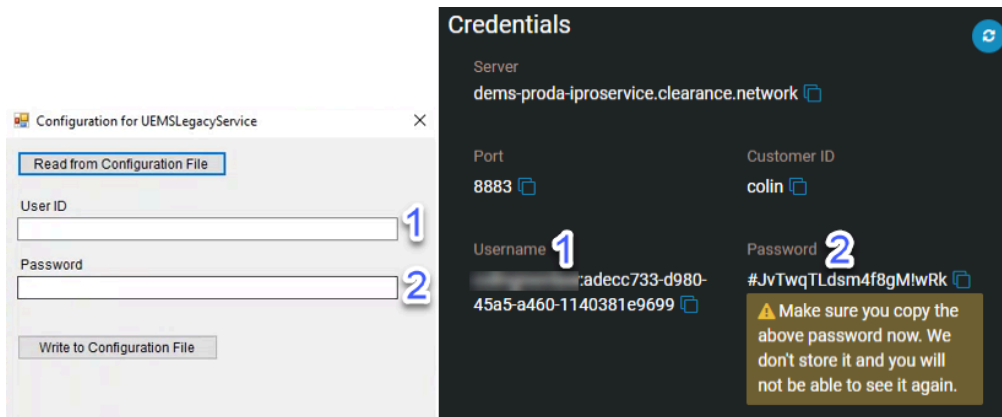 Configuration for UEMSLegacyService
Read from Configuration File
User ID
1
Password
2
Write to Configuration File
Credentials
Server
dems-proda-iproservice.clearance.network
Port
Customer ID
8883
colin
Username 1
Password 2
:adecc733-d980-
#JvTwqTLdsm4f8gM!wRk
45a5-a460-1140381e9699
Make sure you copy the
above password now. We
don't store it and you will
not be able to see it again.